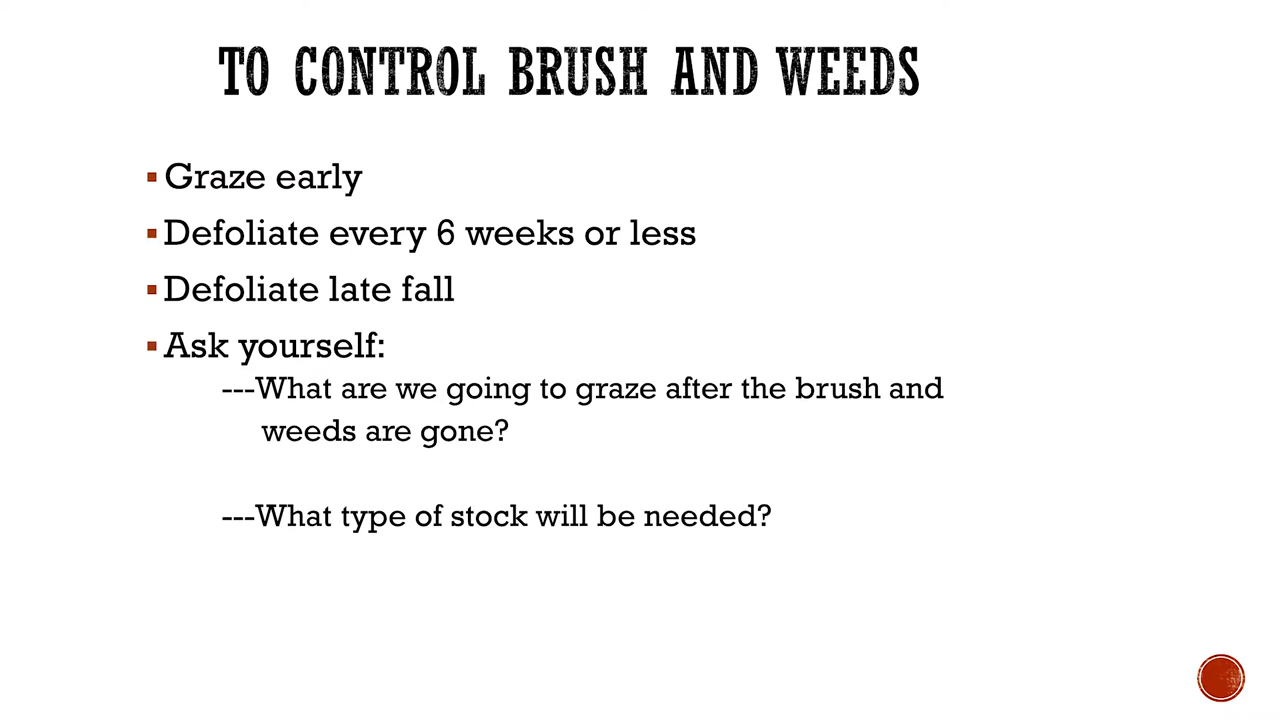 TO CONTROL BRUSH AND WEEDS
▪Graze early
▪Defoliate every 6 weeks or less
▪Defoliate late fall
▪Ask yourself:
---What are we going to graze after the brush and
weeds are gone?
---What type of stock will be needed?